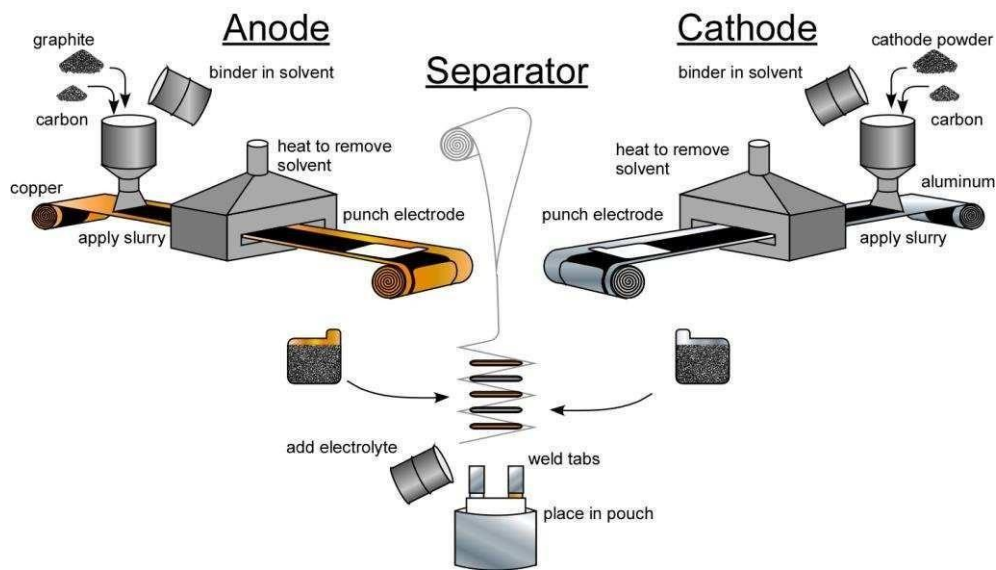 Anode
Separator
Cathode
graphite
binder in solvent
carbon
heat to remove
solvent
copper
apply slurry
punch electrode
binder in solvent
cathode powder
carbon
heat to remove
solvent
aluminum
punch electrode
apply slurry
add electrolyte
weld tabs
place in pouch